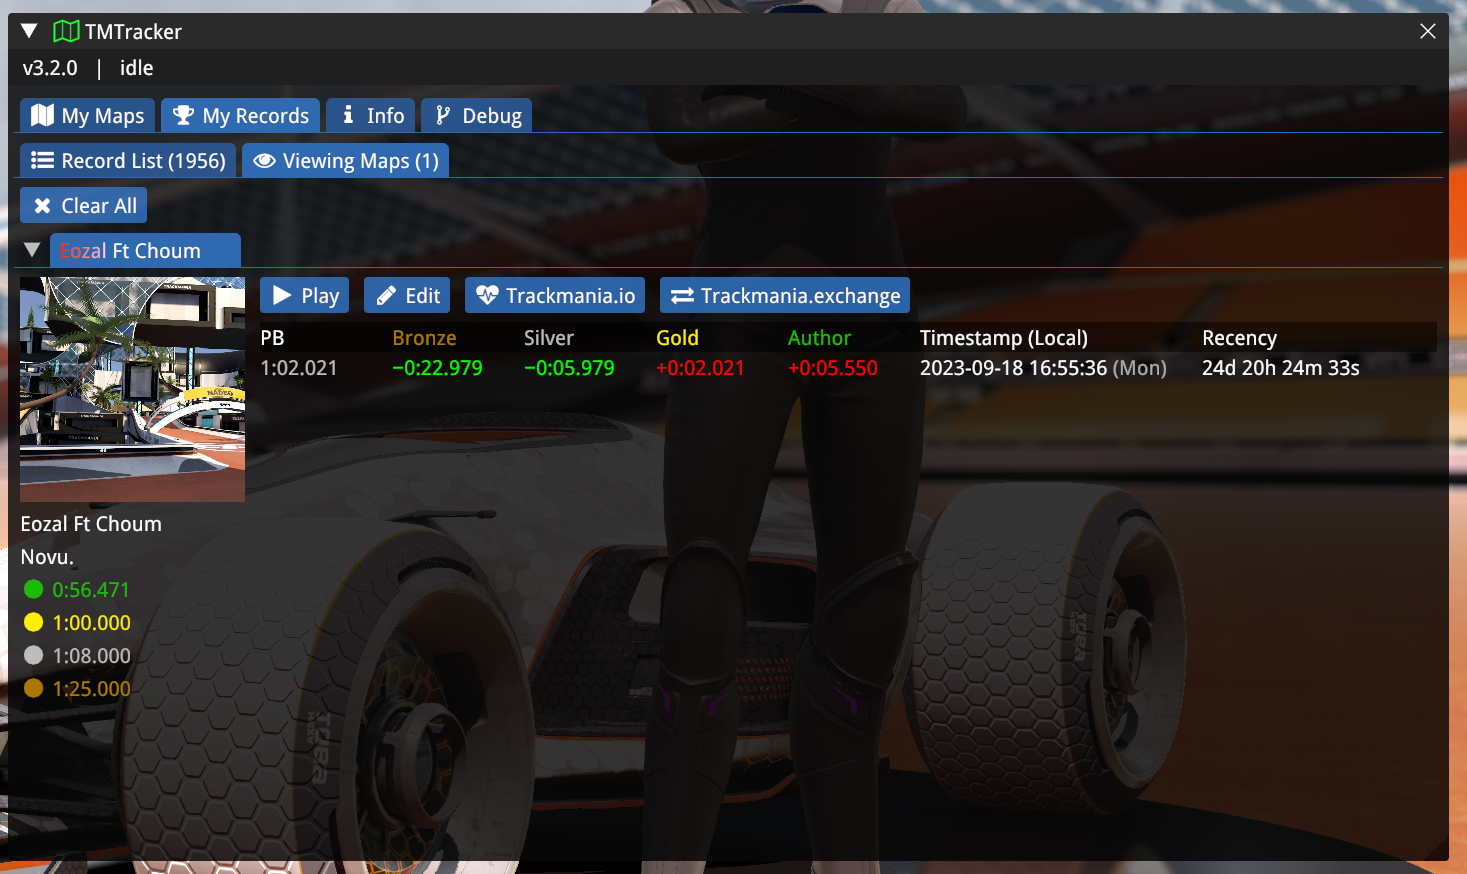 TMTracker
v3.2.0 | idle
My Maps My Records Info Debug
Record List (1956) Viewing Maps (1)
Clear All
Eozal Ft Choum
Play Edit Trackmania.io Trackmania.exchange
PB Bronze Silver Gold Author Timestamp (Local) Recency
1:02.021 −0:22.979 −0:05.979 +0:02.021 +0:05.550 2023-09-18 16:55:36 (Mon) 24d 20h 24m 33s
TRACKMANIA
NADEO
TRACKMANIA
Eozal Ft Choum
Novu.
0:56.471
1:00.000
1:08.000
1:25.000